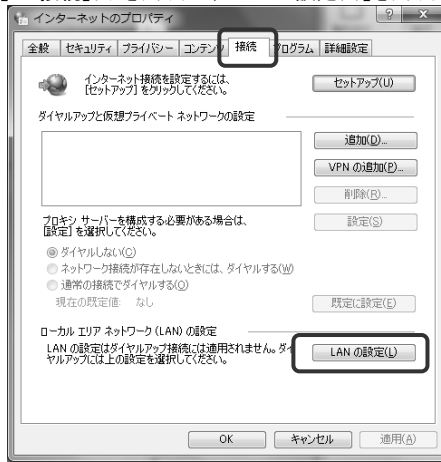 インターネットのプロパティ
全般 セキュリティ プライバシー コンテンツ 接続 プログラム 詳細設定
インターネット接続を設定するには、
[セットアップ] をクリックしてください。
セットアップ(U)
ダイヤルアップと仮想プライベート ネットワークの設定
追加(D)...
VPN の追加(P)...
削除(R)...
プロキシ サーバーを構成する必要がある場合は、
[設定] を選択してください。
設定(S)
ダイヤルしない(C)
ネットワーク接続が存在しないときには、ダイヤルする(W)
通常の接続でダイヤルする(O)
現在の既定値: なし
既定に設定(E)
ローカル エリア ネットワーク (LAN) の設定
LAN の設定はダイヤルアップ接続には適用されません。ダイ
ヤルアップには上の設定を選択してください。
LAN の設定(L)
OK キャンセル 適用(A)